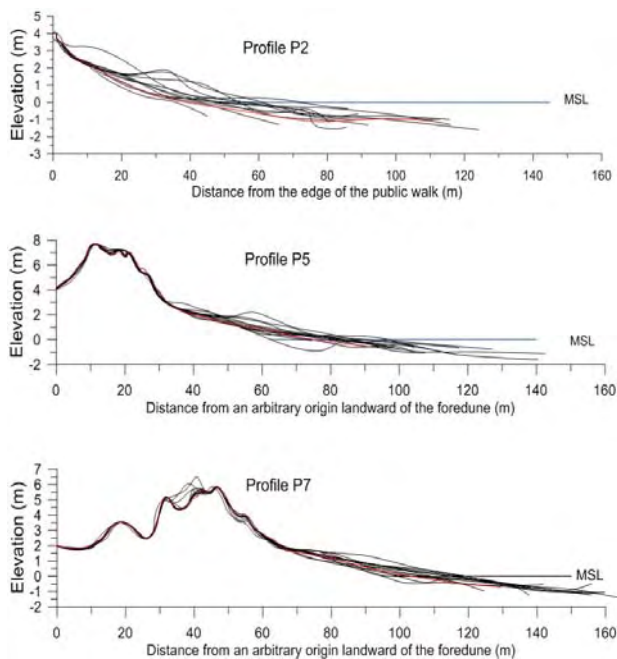 Profile P2
Elevation (m)
5
4
3
2
1
0
-1
-2
-3
MSL
0 20 40 60 80 100 120 140 160
Distance from the edge of the public walk (m)
Profile P5
Elevation (m)
8
6
4
2
0
-2
MSL
0 20 40 60 80 100 120 140 160
Distance from an arbitrary origin landward of the foredune (m)
Profile P7
Elevation (m)
7
6
5
4
3
2
1
0
-1
-2
MSL
0 20 40 60 80 100 120 140 160
Distance from an arbitrary origin landward of the foredune (m)